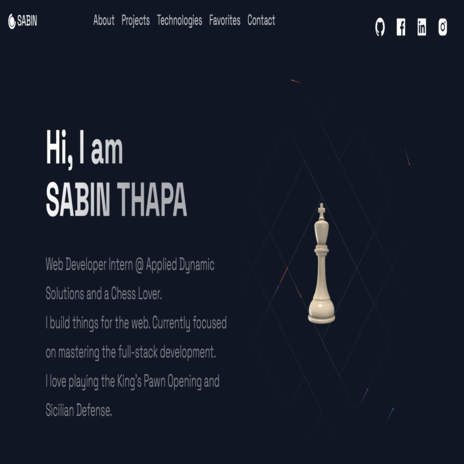 SABIN
About Projects Technologies Favorites Contact
Hi, I am
SABIN THAPA
Web Developer Intern @ Applied Dynamic
Solutions and a Chess Lover.
I build things for the web. Currently focused
on mastering the full-stack development.
I love playing the King's Pawn Opening and
Sicilian Defense.